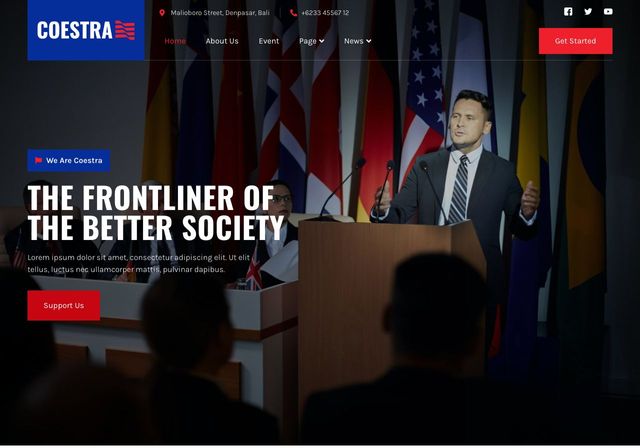 COESTRA
Malioboro Street, Denpasar, Bali
+6233 45567 12
Home
About Us
Event
Page
News
Get Started
We Are Coestra
THE FRONTLINER OF
THE BETTER SOCIETY
Lorem ipsum dolor sit amet, consectetur adipiscing elit. Ut elit
tellus, luctus nec ullamcorper mattis, pulvinar dapibus.
Support Us